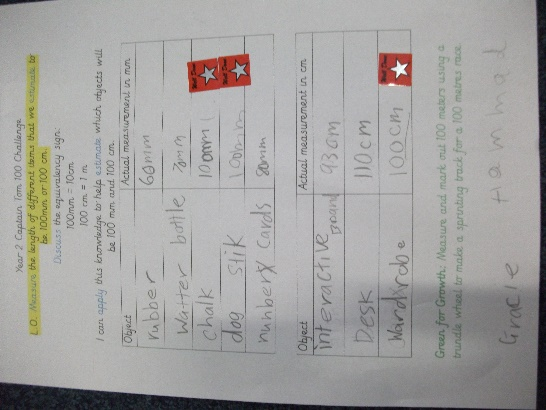 Year 2 Captain Tom 100 Challenge
L.O. Measure the length of different items that we estimate to
be 100mm or 100 cm.
Discuss the equivalency sign:
100mm = 10cm
100 cm = 1 m
I can apply this knowledge to help estimate which objects will
be 100 mm and 100 cm.
Object Actual measurement in mm
rubber 60mm
Watter bottle 7mm
chalk 100mm
dog stik 100mm
nunbery cards 80mm
Object Actual measurement in cm
interactive board 93cm
Desk 110cm
Wardrobe 100cm
Green for Growth: Measure and mark out 100 meters using a
trundle wheel to make a sprinting track for a 100 metres race.
Gracie Hammad